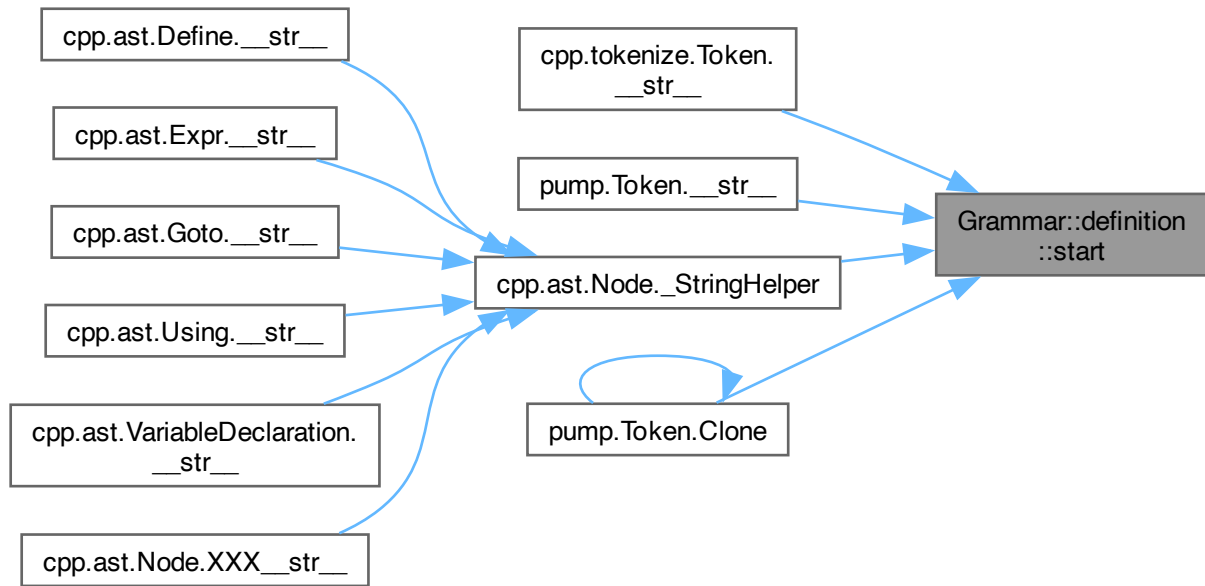 cpp.ast.Define.__str__
cpp.ast.Expr.__str__
cpp.ast.Goto.__str__
cpp.ast.Using.__str__
cpp.ast.VariableDeclaration.
__str__
cpp.ast.Node.XXX__str__
cpp.tokenize.Token.
__str__
pump.Token.__str__
cpp.ast.Node._StringHelper
pump.Token.Clone
Grammar::definition
::start